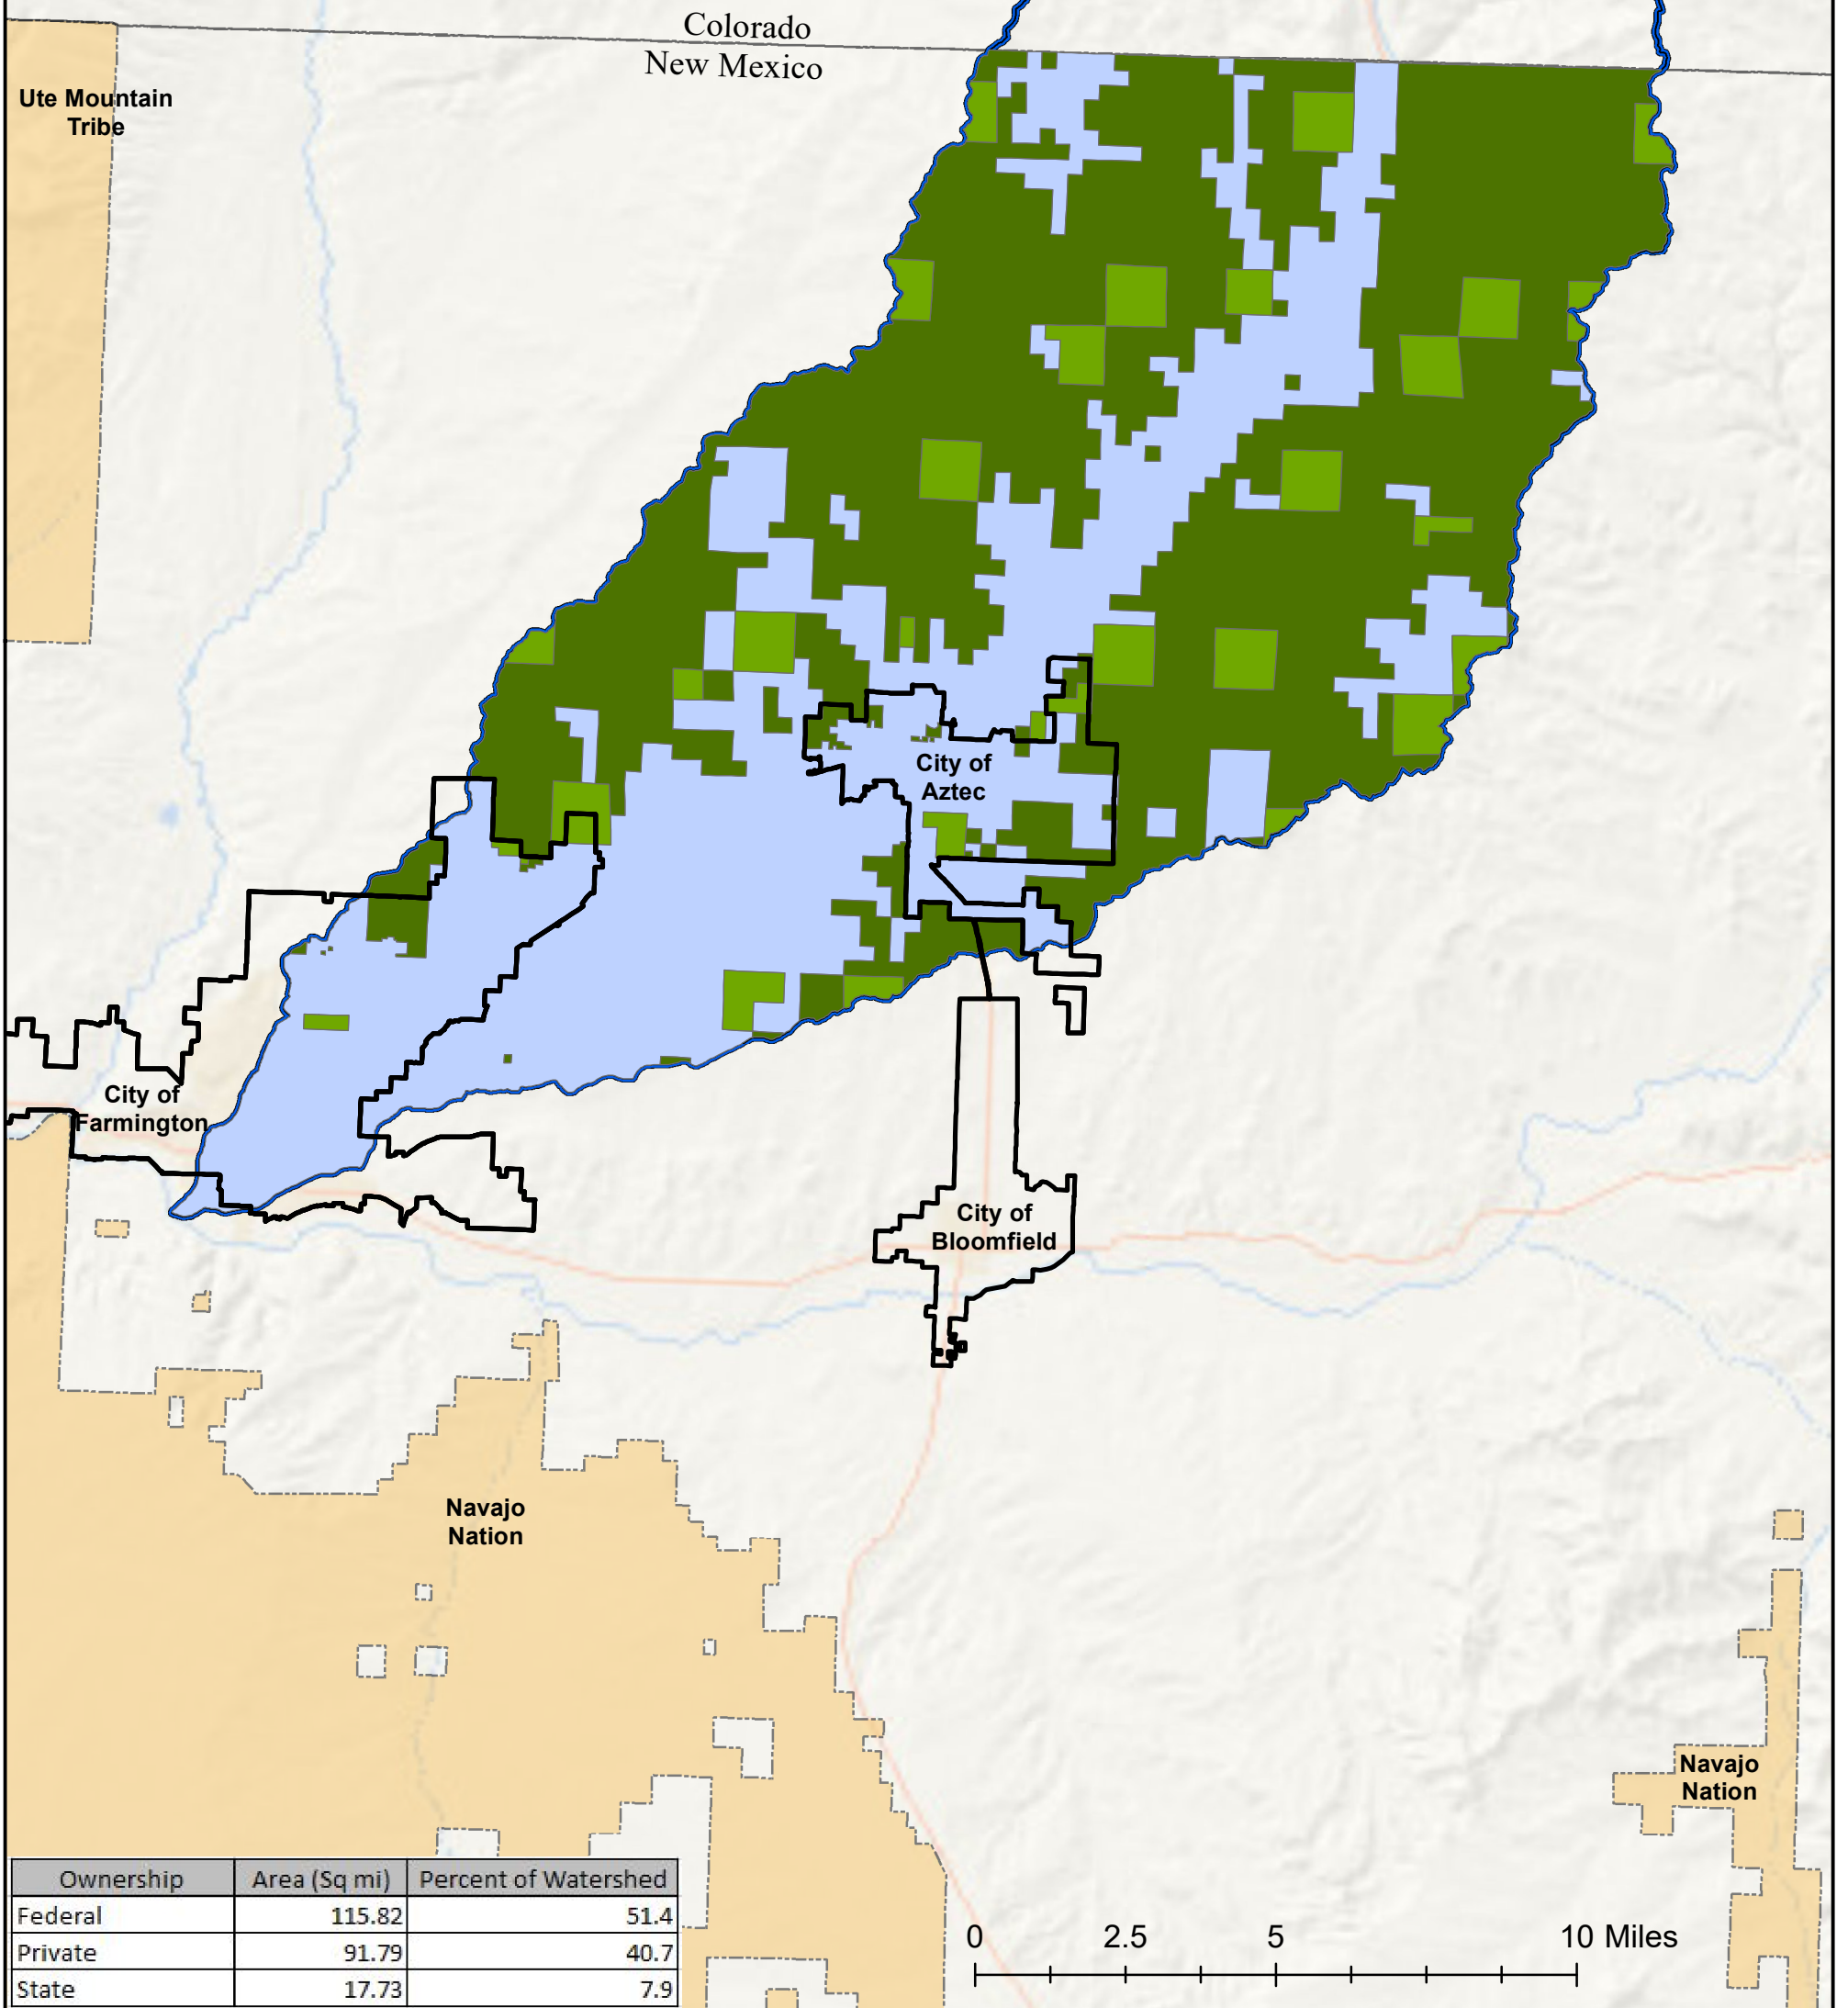 Colorado
New Mexico
Ute Mountain
Tribe
City of
Aztec
City of
Farmington
City of
Bloomfield
Navajo
Nation
Navajo
Nation
Ownership Area (Sq mi) Percent of Watershed
Federal 115.82 51.4
Private 91.79 40.7
State 17.73 7.9
0 2.5 5 10 Miles